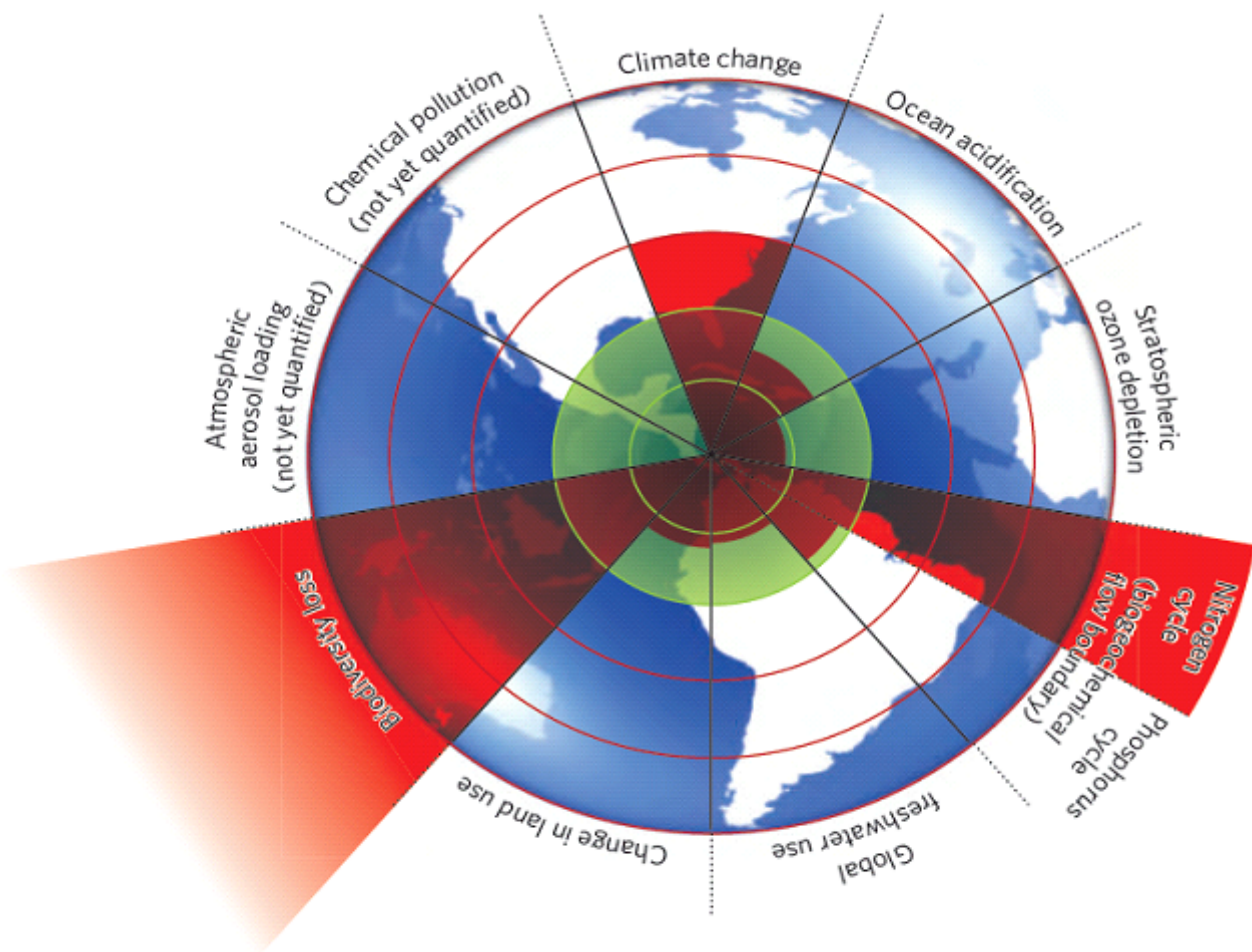 Climate change
Ocean acidification
Stratospheric
ozone depletion
Nitrogen
cycle
(biogeochemical
flow boundary)
Phosphorus
cycle
Global
freshwater use
Change in land use
Biodiversity loss
Atmospheric
aerosol loading
(not yet quantified)
Chemical pollution
(not yet quantified)